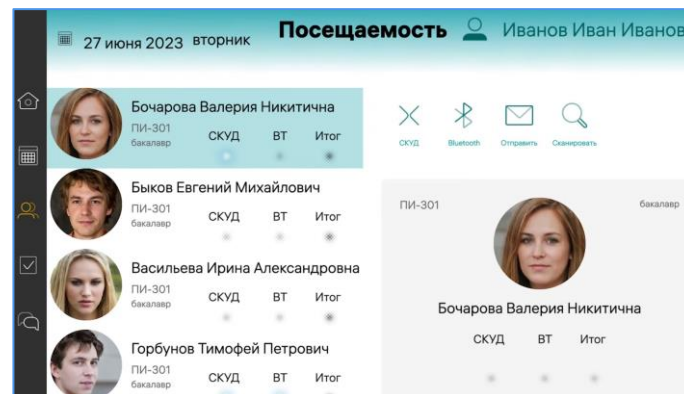 27 июня 2023 вторник
Посещаемость
Иванов Иван Иванов
Бочарова Валерия Никитична
ПИ-301
бакалавр
СКУД ВТ Итог
Быков Евгений Михайлович
ПИ-301
бакалавр
СКУД ВТ Итог
Васильева Ирина Александровна
ПИ-301
бакалавр
СКУД ВТ Итог
Горбунов Тимофей Петрович
ПИ-301
бакалавр
СКУД ВТ Итог
СКУД Bluetooth Отправить Сканировать
ПИ-301 бакалавр
Бочарова Валерия Никитична
СКУД ВТ Итог